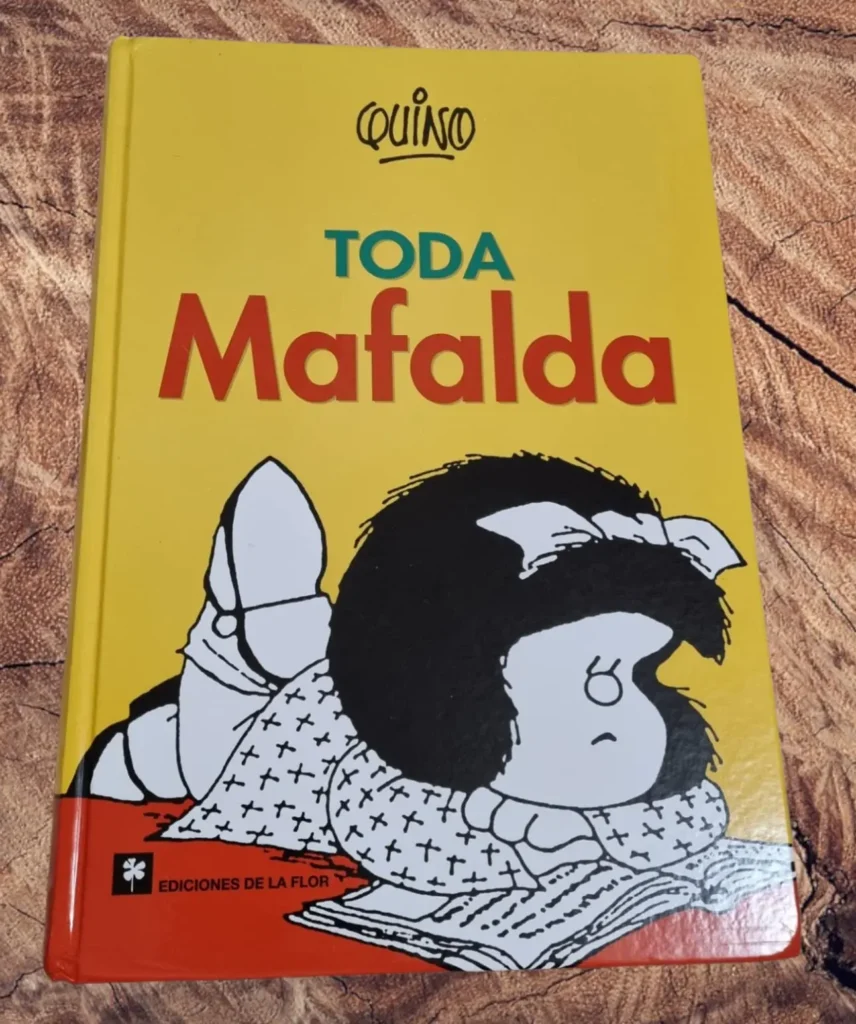 QUINO
TODA
Mafalda
EDICIONES DE LA FLOR